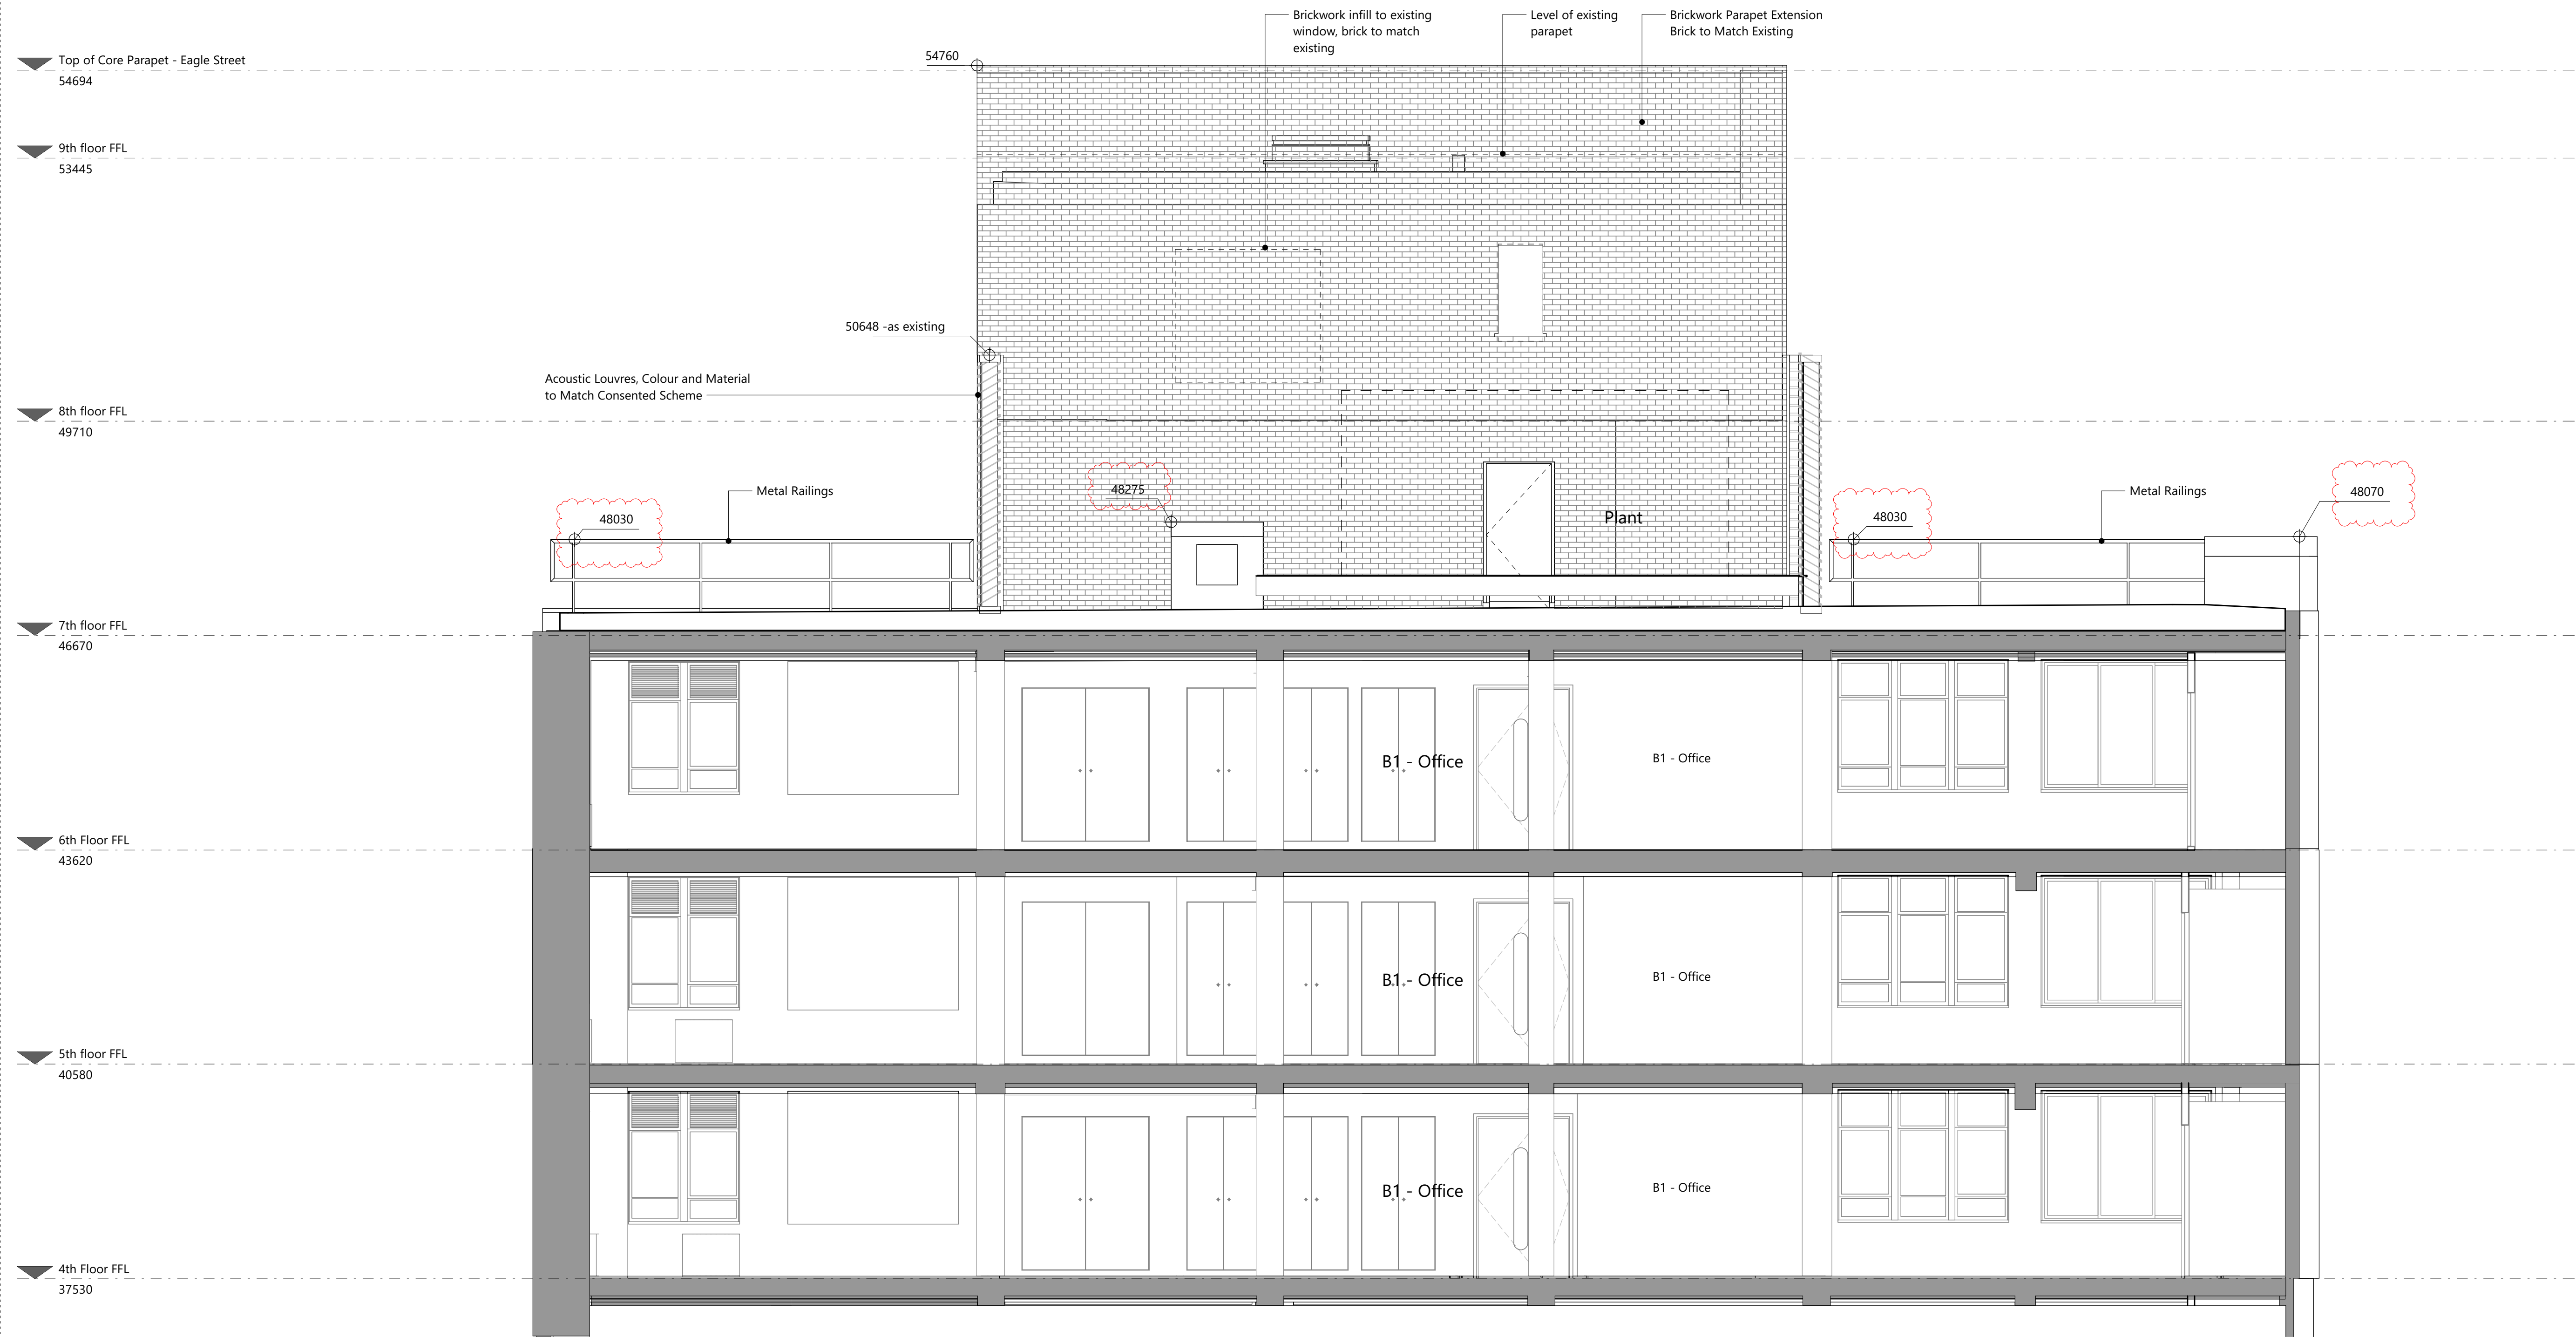 Brickwork infill to existing
window, brick to match
existing
Level of existing
parapet
Brickwork Parapet Extension
Brick to Match Existing
Top of Core Parapet - Eagle Street
54694
54760
9th floor FFL
53445
50648 -as existing
Acoustic Louvres, Colour and Material
to Match Consented Scheme
8th floor FFL
49710
48275
Metal Railings
48030
Plant
48030
Metal Railings
48070
7th floor FFL
46670
B1 - Office
B1 - Office
6th Floor FFL
43620
B1 - Office
B1 - Office
5th floor FFL
40580
B1 - Office
B1 - Office
4th Floor FFL
37530